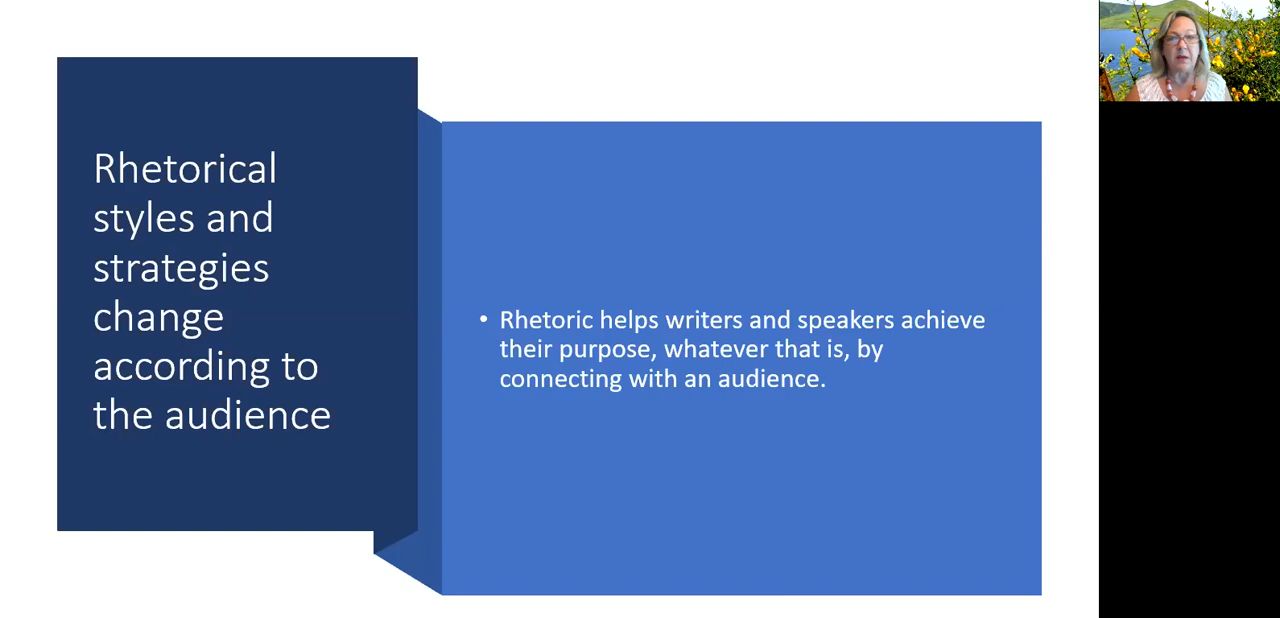 Rhetorical
styles and
strategies
change
according to
the audience
• Rhetoric helps writers and speakers achieve
their purpose, whatever that is, by
connecting with an audience.